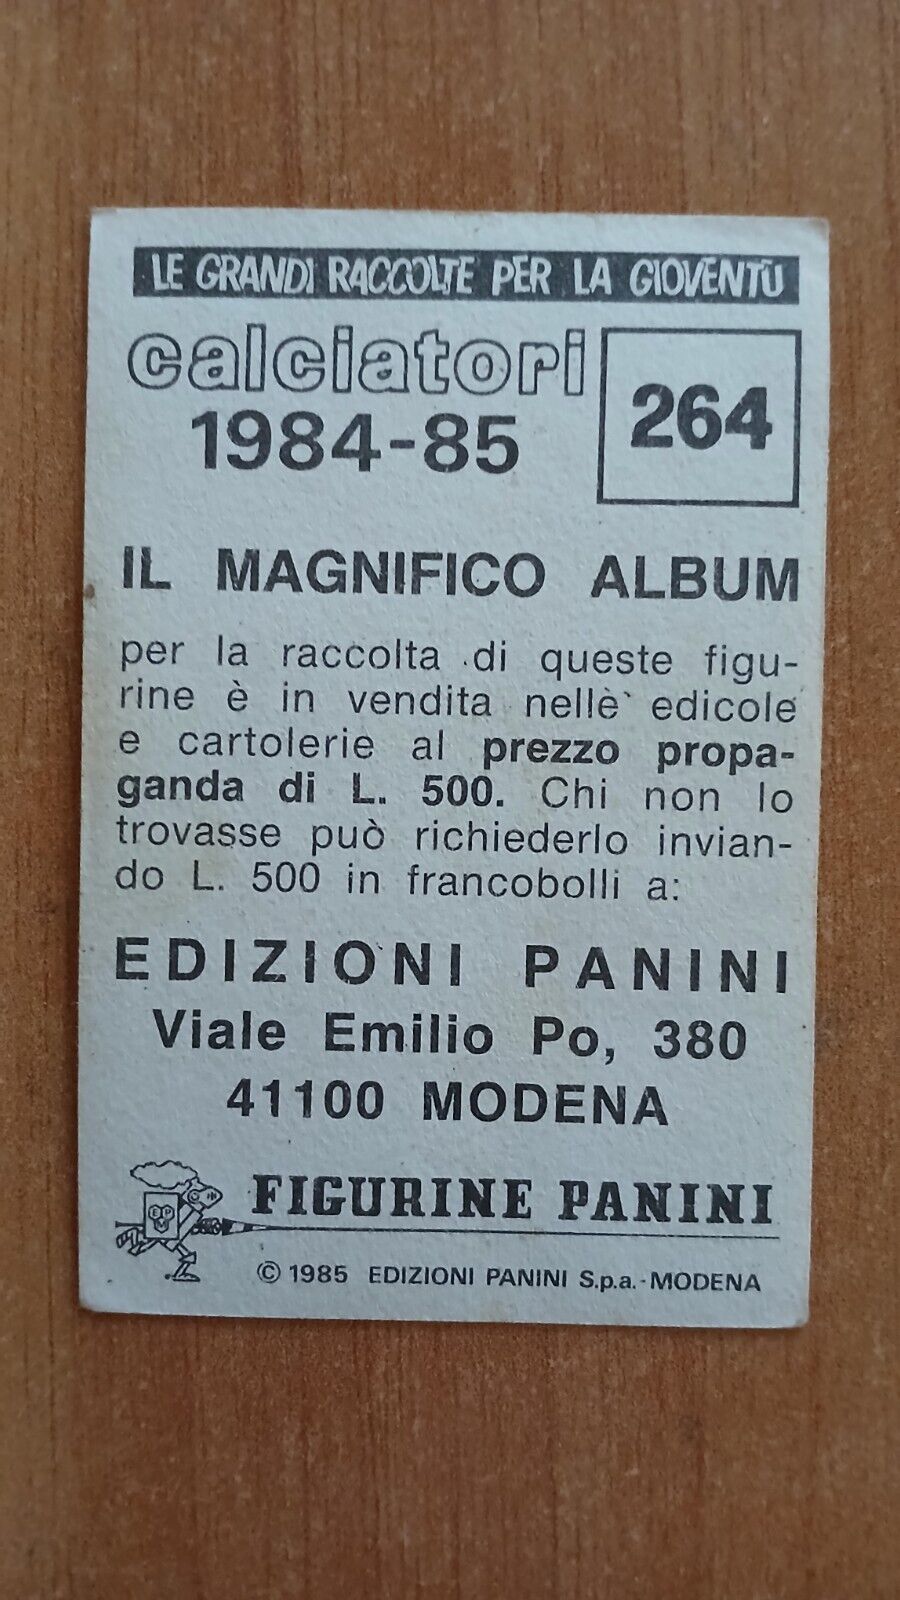 LE GRANDI RACCOLTE PER LA GIOVENTÙ
calciatori
1984-85
264
IL MAGNIFICO ALBUM
per la raccolta di queste figu-
rine è in vendita nelle edicole
e cartolerie al prezzo propa-
ganda di L. 500. Chi non lo
trovasse può richiederlo invian-
do L. 500 in francobolli a:
EDIZIONI PANINI
Viale Emilio Po, 380
41100 MODENA
FIGURINE PANINI
© 1985 EDIZIONI PANINI S.p.a. - MODENA